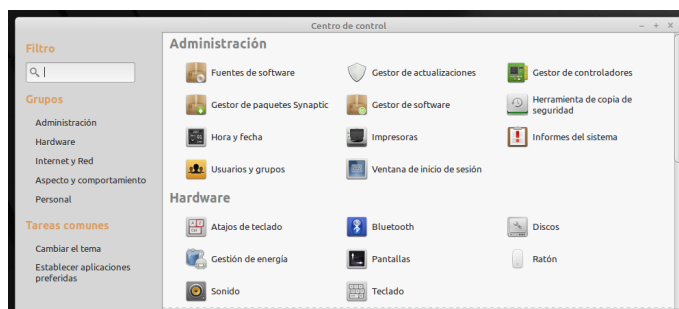 Centro de control
Filtro
Grupos
Administración
Hardware
Internet y Red
Aspecto y comportamiento
Personal
Tareas comunes
Cambiar el tema
Establecer aplicaciones
preferidas
Administración
Fuentes de software
Gestor de actualizaciones
Gestor de controladores
Gestor de paquetes Synaptic
Gestor de software
Herramienta de copia de
seguridad
Hora y fecha
Impresoras
Informes del sistema
Usuarios y grupos
Ventana de inicio de sesión
Hardware
Atajos de teclado
Bluetooth
Discos
Gestión de energía
Pantallas
Ratón
Sonido
Teclado